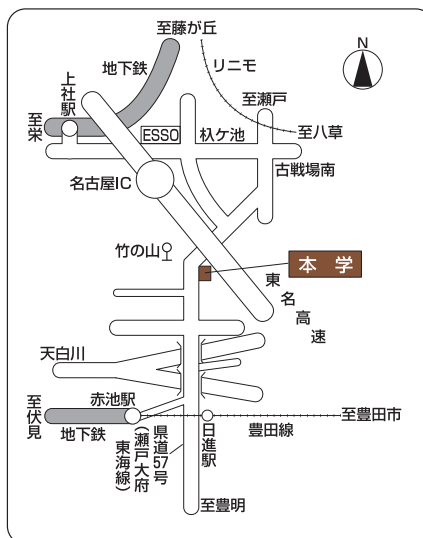 至藤が丘
N
地下鉄
リニモ
上社駅
至瀬戸
至栄
ESSO
杁ケ池
至八草
古戦場南
名古屋IC
竹の山
本 学
東名高速
天白川
至伏見
赤池駅
地下鉄
県道57号
(瀬戸大府
東海線)
日進駅
豊田線
至豊田市
至豊明